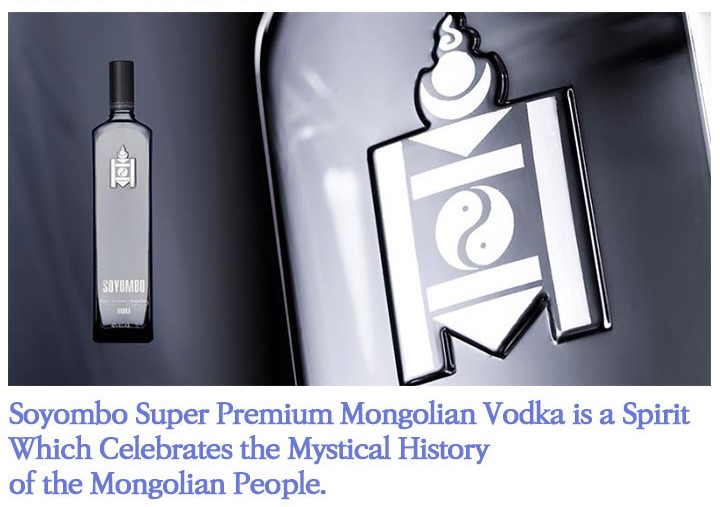 SOYOMBO
VODKA
Soyombo Super Premium Mongolian Vodka is a Spirit
Which Celebrates the Mystical History
of the Mongolian People.